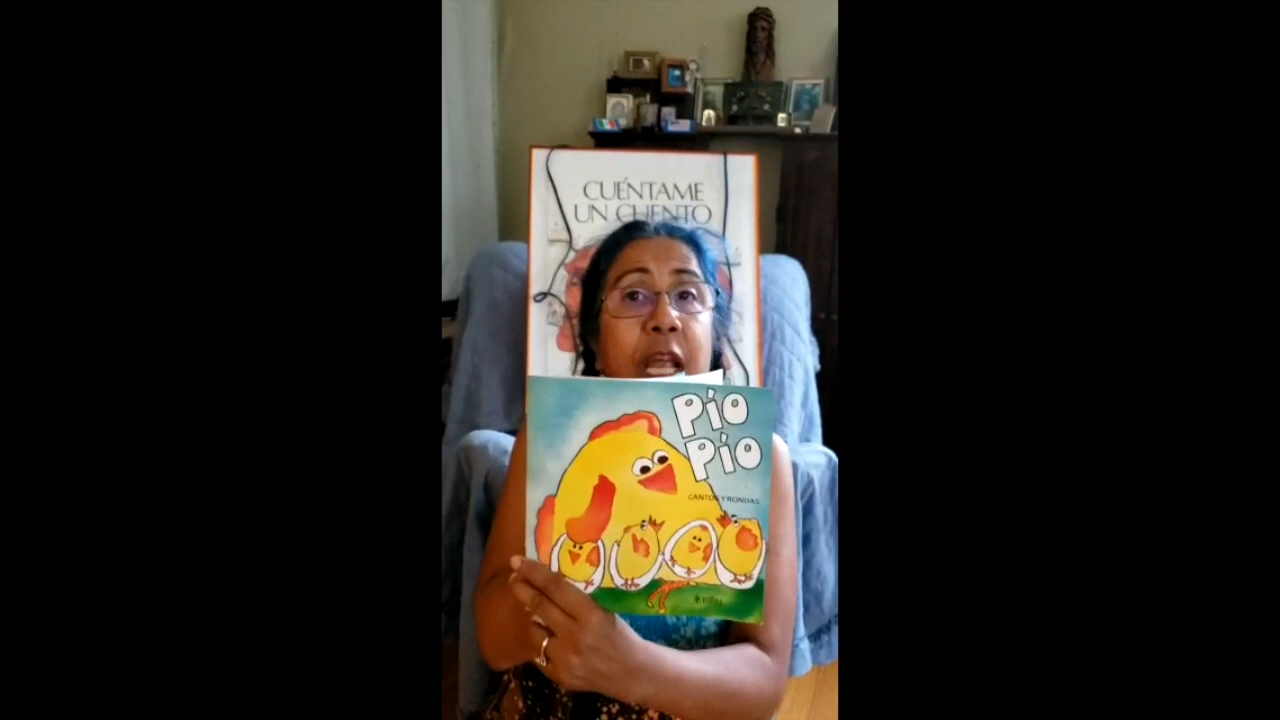 CUÉNTAME
UN CUENTO
Pío
Pío
CANTOS Y RONDAS